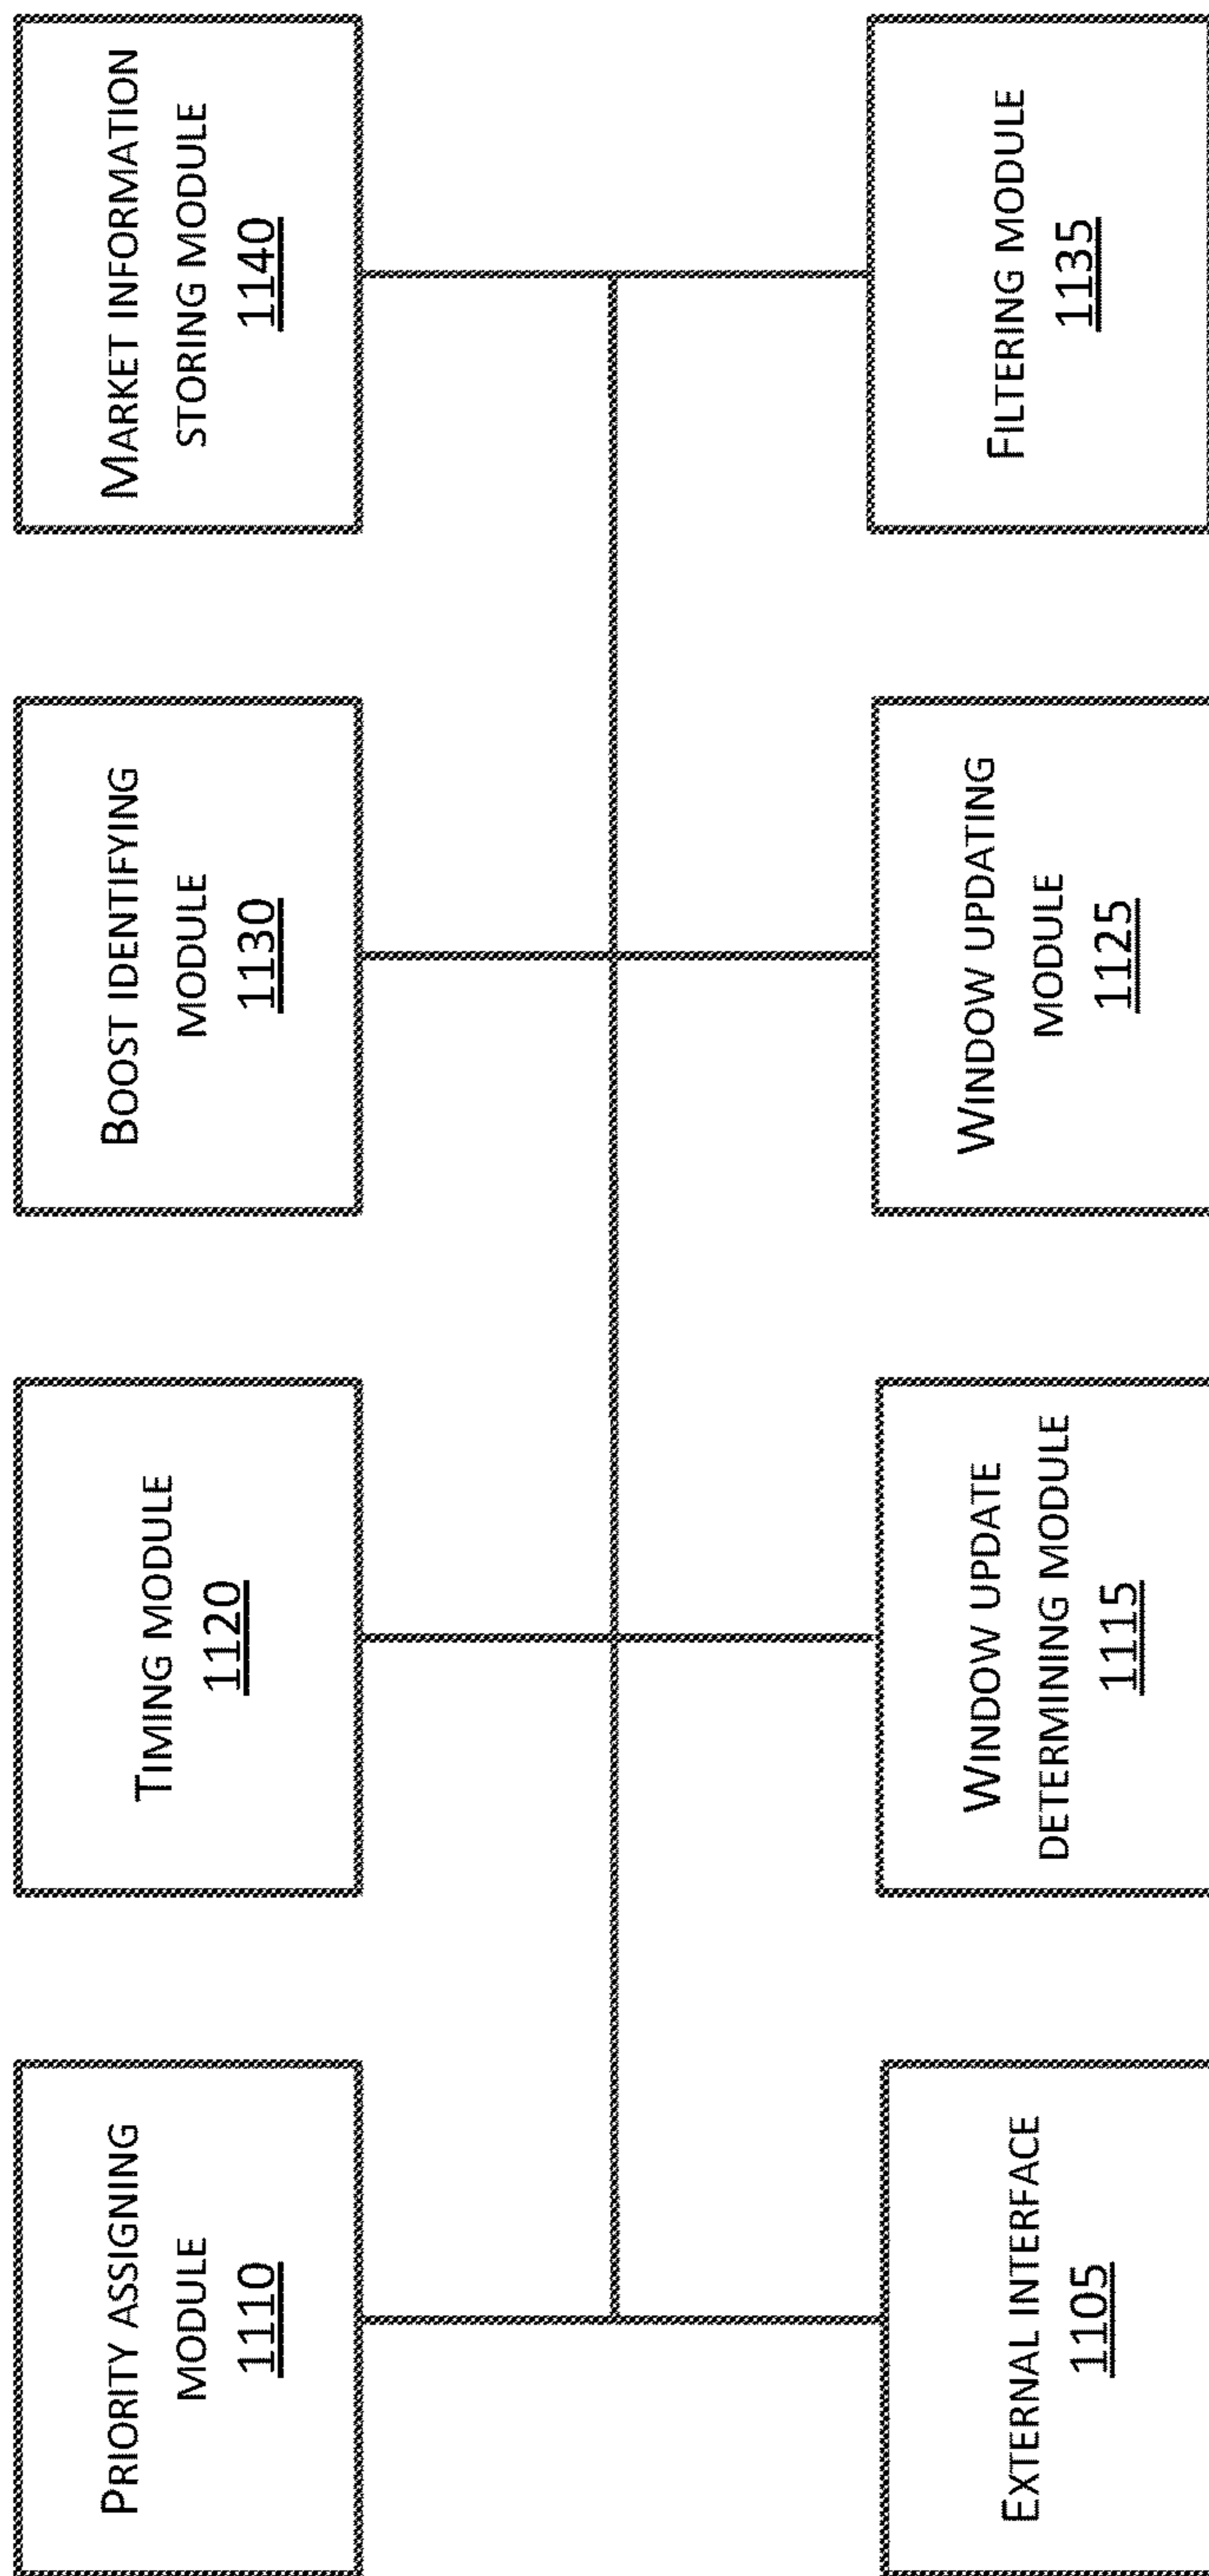 PRIORITY ASSIGNING
MODULE
1110
TIMING MODULE
1120
BOOST IDENTIFYING
MODULE
1130
MARKET INFORMATION
STORING MODULE
1140
EXTERNAL INTERFACE
1105
WINDOW UPDATE
DETERMINING MODULE
1115
WINDOW UPDATING
MODULE
1125
FILTERING MODULE
1135